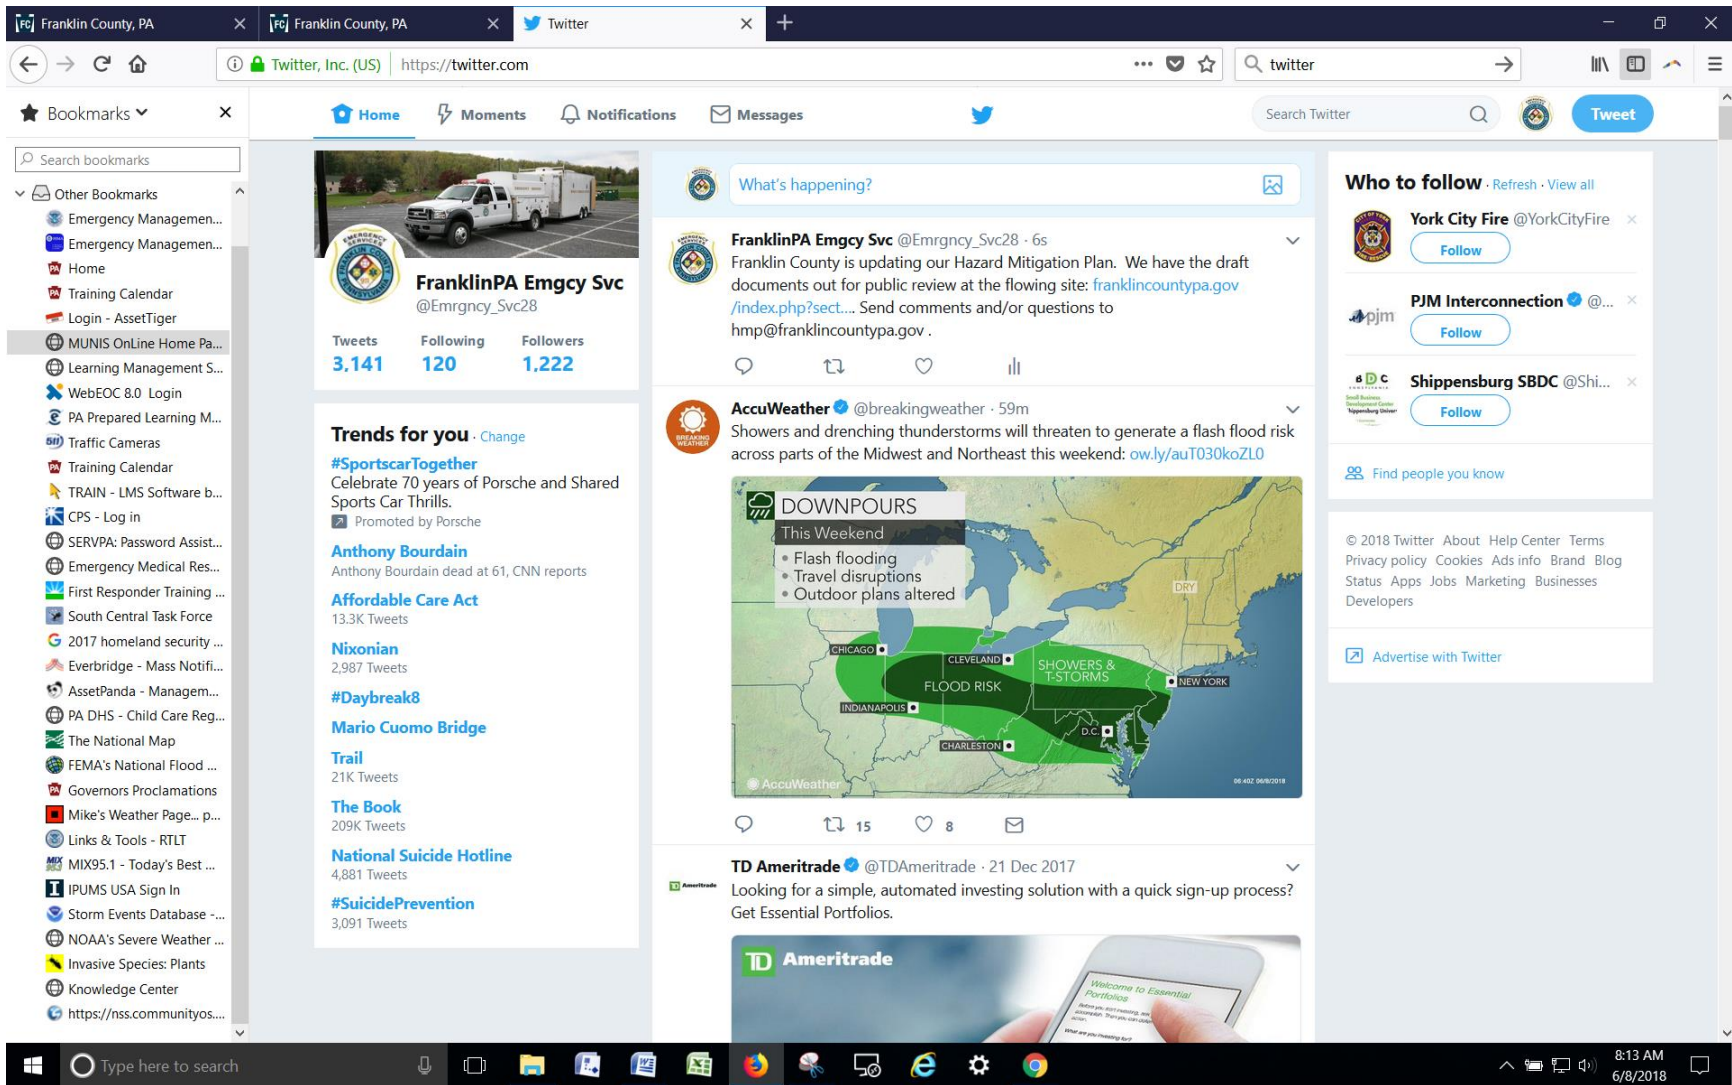 Franklin County, PA
Franklin County, PA
Twitter
Twitter, Inc. (US) https://twitter.com
twitter
Bookmarks
Search bookmarks
Other Bookmarks
Emergency Managemen...
Emergency Managemen...
Home
Training Calendar
Login - AssetTiger
MUNIS OnLine Home Pa...
Learning Management S...
WebEOC 8.0 Login
PA Prepared Learning M...
Traffic Cameras
Training Calendar
TRAIN - LMS Software b...
CPS - Log in
SERVPA: Password Assist...
Emergency Medical Res...
First Responder Training ...
South Central Task Force
2017 homeland security ...
Everbridge - Mass Notifi...
AssetPanda - Managem...
PA DHS - Child Care Reg...
The National Map
FEMA's National Flood ...
Governors Proclamations
Mike's Weather Page... p...
Links & Tools - RTLT
MIX95.1 - Today's Best ...
IPUMS USA Sign In
Storm Events Database -...
NOAA's Severe Weather ...
Invasive Species: Plants
Knowledge Center
https://nss.communityos....
Home Moments Notifications Messages
Search Twitter
Tweet
FranklinPA Emgcy Svc
@Emrgncy_Svc28
Tweets Following Followers
3,141 120 1,222
Trends for you · Change
#SportscarTogether
Celebrate 70 years of Porsche and Shared
Sports Car Thrills.
Promoted by Porsche
Anthony Bourdain
Anthony Bourdain dead at 61, CNN reports
Affordable Care Act
13.3K Tweets
Nixonian
2,987 Tweets
#Daybreak8
Mario Cuomo Bridge
Trail
21K Tweets
The Book
209K Tweets
National Suicide Hotline
4,881 Tweets
#SuicidePrevention
3,091 Tweets
What's happening?
FranklinPA Emgcy Svc @Emrgncy_Svc28 · 6s
Franklin County is updating our Hazard Mitigation Plan. We have the draft
documents out for public review at the flowing site: franklincountypa.gov
/index.php?sect.... Send comments and/or questions to
hmp@franklincountypa.gov .
AccuWeather @breakingweather · 59m
BREAKING
WEATHER
Showers and drenching thunderstorms will threaten to generate a flash flood risk
across parts of the Midwest and Northeast this weekend: ow.ly/auT030koZL0
DOWNPOURS
This Weekend
• Flash flooding
• Travel disruptions
• Outdoor plans altered
DRY
CHICAGO
CLEVELAND
SHOWERS &
T-STORMS
FLOOD RISK
NEW YORK
INDIANAPOLIS
D.C.
CHARLESTON
AccuWeather
06:40Z 06/8/2018
15 8
TD Ameritrade @TDAmeritrade · 21 Dec 2017
Looking for a simple, automated investing solution with a quick sign-up process?
Get Essential Portfolios.
TD Ameritrade
Welcome to Essential
Portfolios
Who to follow · Refresh · View all
York City Fire @YorkCityFire
Follow
PJM Interconnection @...
pjm
Follow
Shippensburg SBDC @Shi...
Follow
Find people you know
© 2018 Twitter About Help Center Terms
Privacy policy Cookies Ads info Brand Blog
Status Apps Jobs Marketing Businesses
Developers
Advertise with Twitter
Type here to search
8:13 AM
6/8/2018